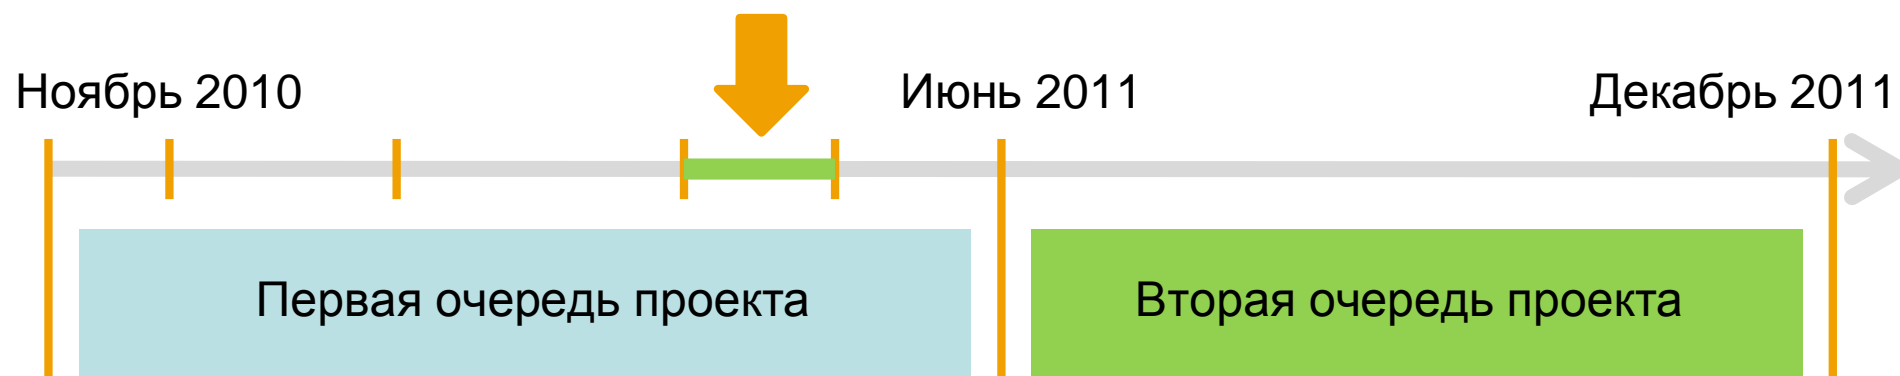 Ноябрь 2010
Июнь 2011
Декабрь 2011
Первая очередь проекта
Вторая очередь проекта